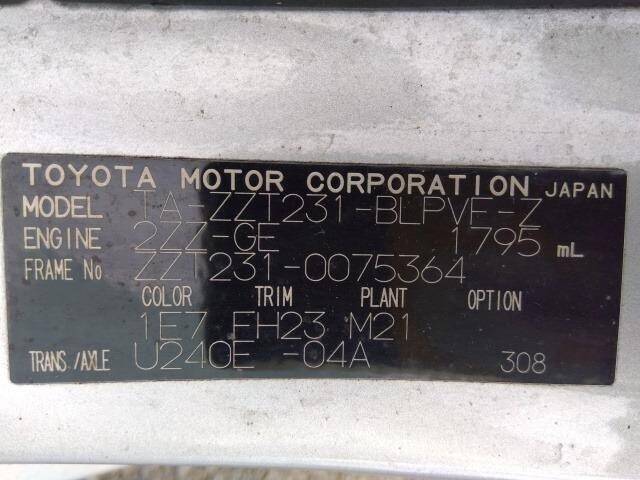 TOYOTA MOTOR CORPORATION JAPAN
MODEL TA-ZZT231-BLPVF-Z
ENGINE 2ZZ-GE 1795 mL
FRAME No ZZT231-0075364
COLOR TRIM PLANT OPTION
1E7 FH23 M21
TRANS./AXLE U240E -04A 308